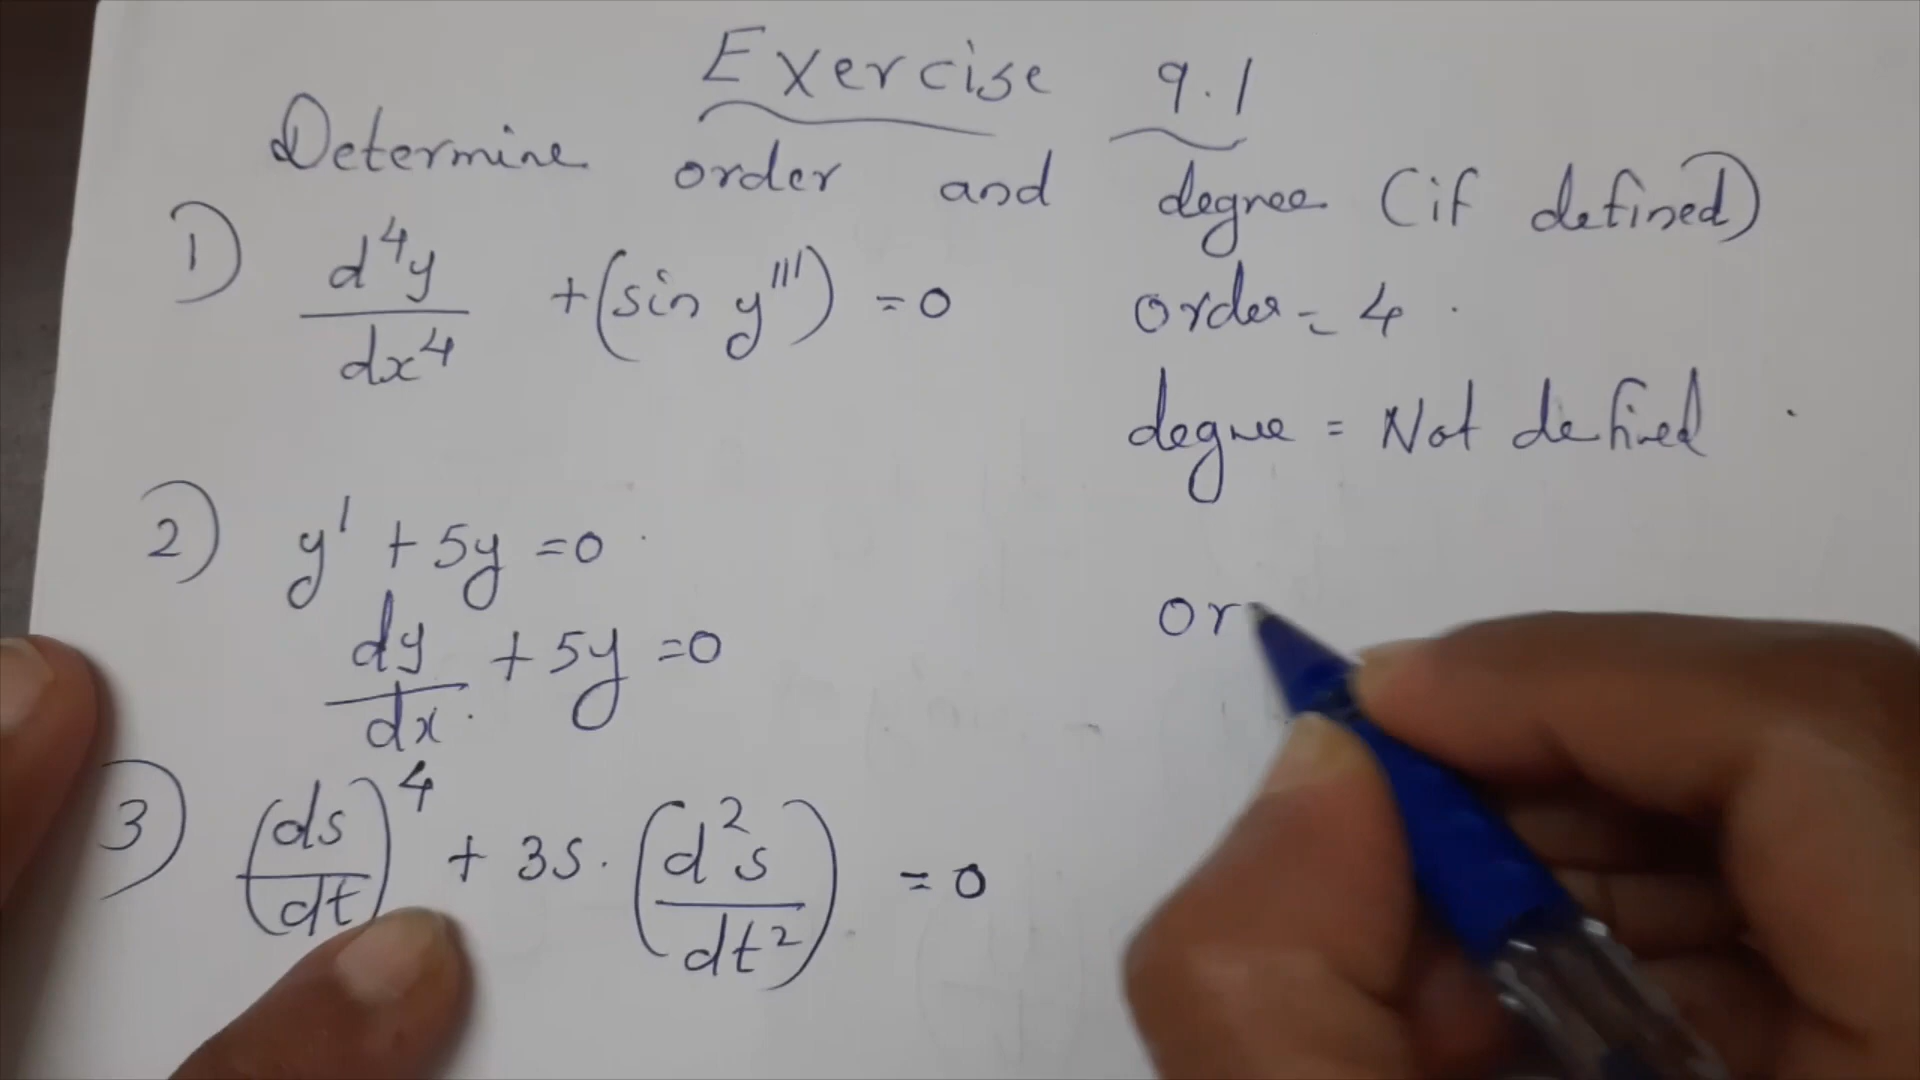 Exercise 9.1
Determine order and degree (if defined)
1) d⁴y/dx⁴ + (sin y''') = 0
order = 4.
degree = Not defined.
2) y' + 5y = 0.
dy/dx. + 5y = 0
or
3) (ds/dt)⁴ + 3s. (d²s/dt²) = 0